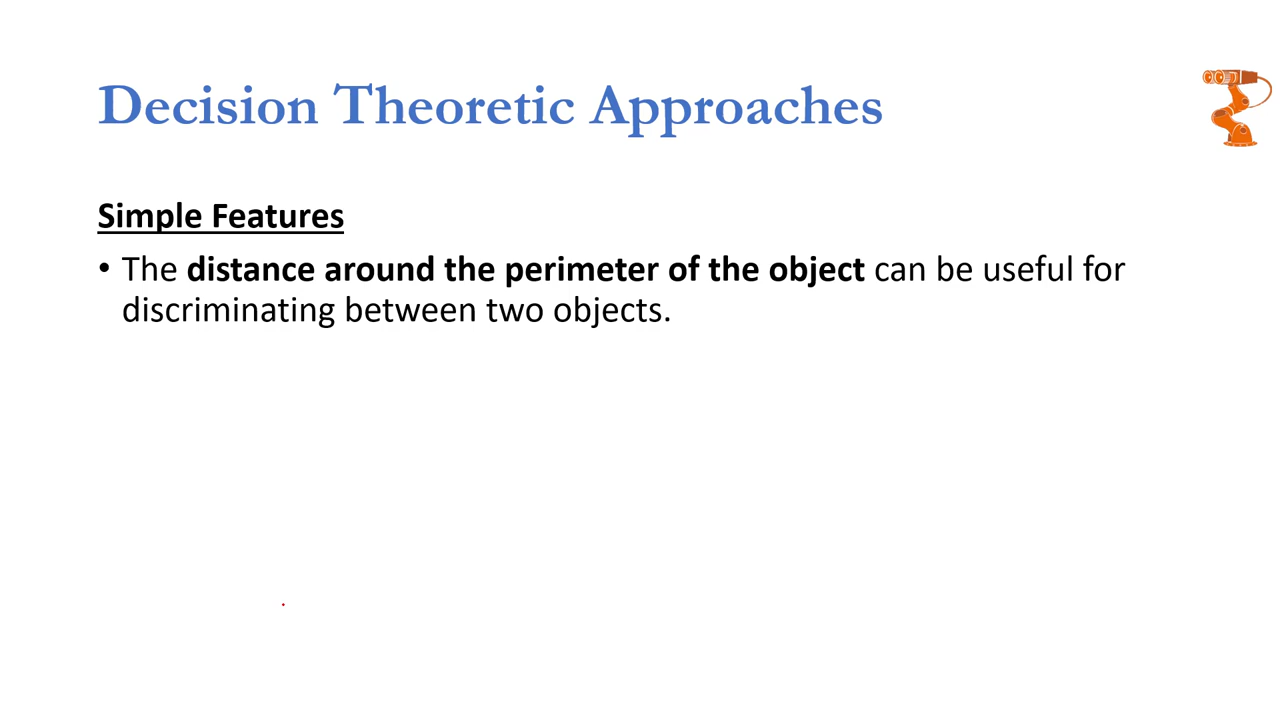 Decision Theoretic Approaches
Simple Features
• The distance around the perimeter of the object can be useful for
discriminating between two objects.